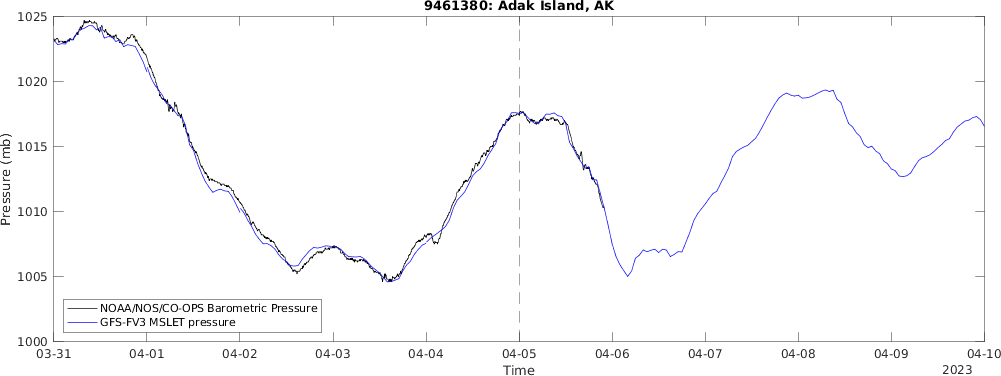 9461380: Adak Island, AK
Pressure (mb)
1025
1020
1015
1010
1005
1000
NOAA/NOS/CO-OPS Barometric Pressure
GFS-FV3 MSLET pressure
03-31 04-01 04-02 04-03 04-04 04-05 04-06 04-07 04-08 04-09 04-10
Time
2023